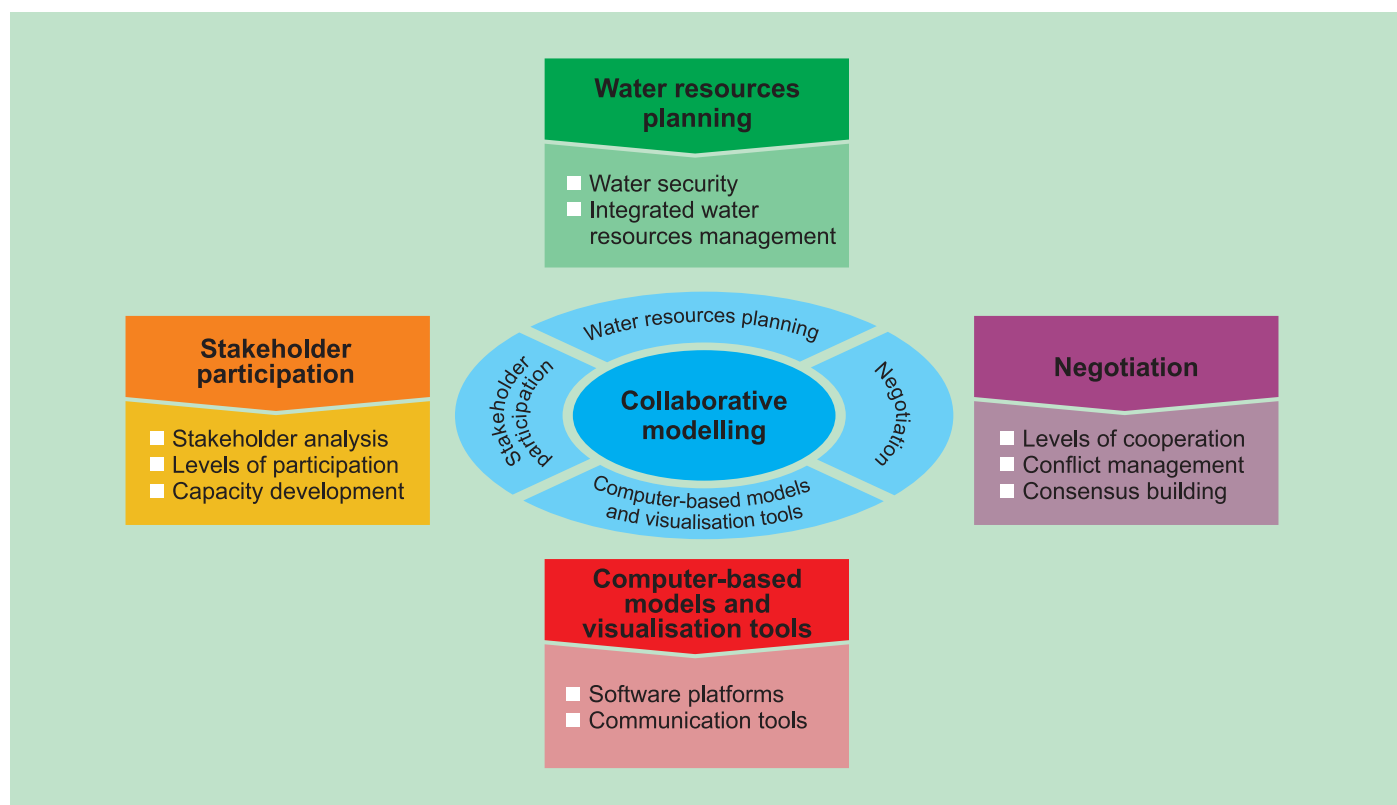 Water resources
planning
Water security
Integrated water
resources management
Stakeholder
participation
Stakeholder analysis
Levels of participation
Capacity development
Water resources planning
Stakeholder
participation
Collaborative
modelling
Negotiation
Computer-based models
and visualisation tools
Negotiation
Levels of cooperation
Conflict management
Consensus building
Computer-based
models and
visualisation tools
Software platforms
Communication tools